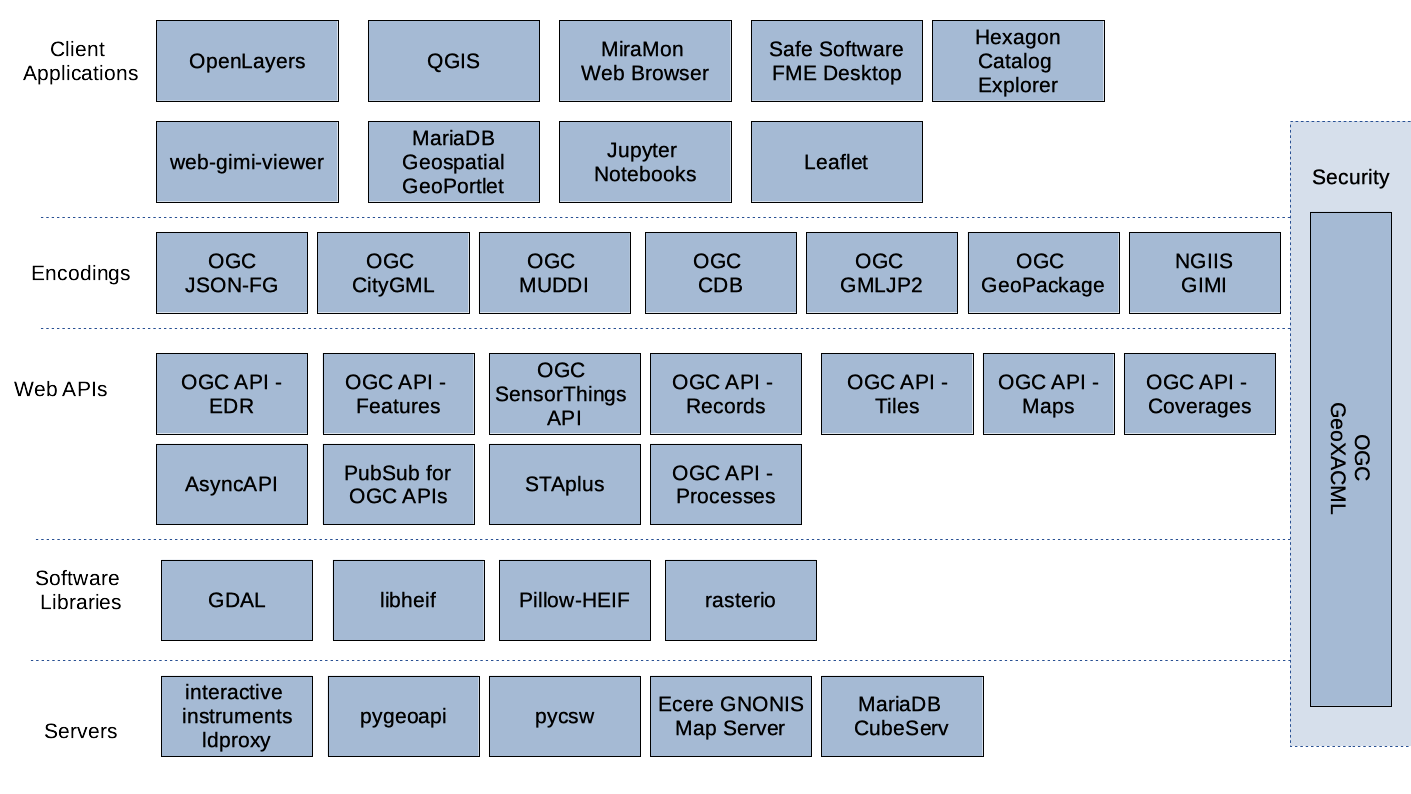 Client
Applications
OpenLayers
QGIS
MiraMon
Web Browser
Safe Software
FME Desktop
Hexagon
Catalog
Explorer
web-gimi-viewer
MariaDB
Geospatial
GeoPortlet
Jupyter
Notebooks
Leaflet
Security
OGC
GeoXACML
Encodings
OGC
JSON-FG
OGC
CityGML
OGC
MUDDI
OGC
CDB
OGC
GMLJP2
OGC
GeoPackage
NGIIS
GIMI
Web APIs
OGC API -
EDR
OGC API -
Features
OGC
SensorThings
API
OGC API -
Records
OGC API -
Tiles
OGC API -
Maps
OGC API -
Coverages
AsyncAPI
PubSub for
OGC APIs
STAplus
OGC API -
Processes
Software
Libraries
GDAL
libheif
Pillow-HEIF
rasterio
Servers
interactive
instruments
ldproxy
pygeoapi
pycsw
Ecere GNONIS
Map Server
MariaDB
CubeServ